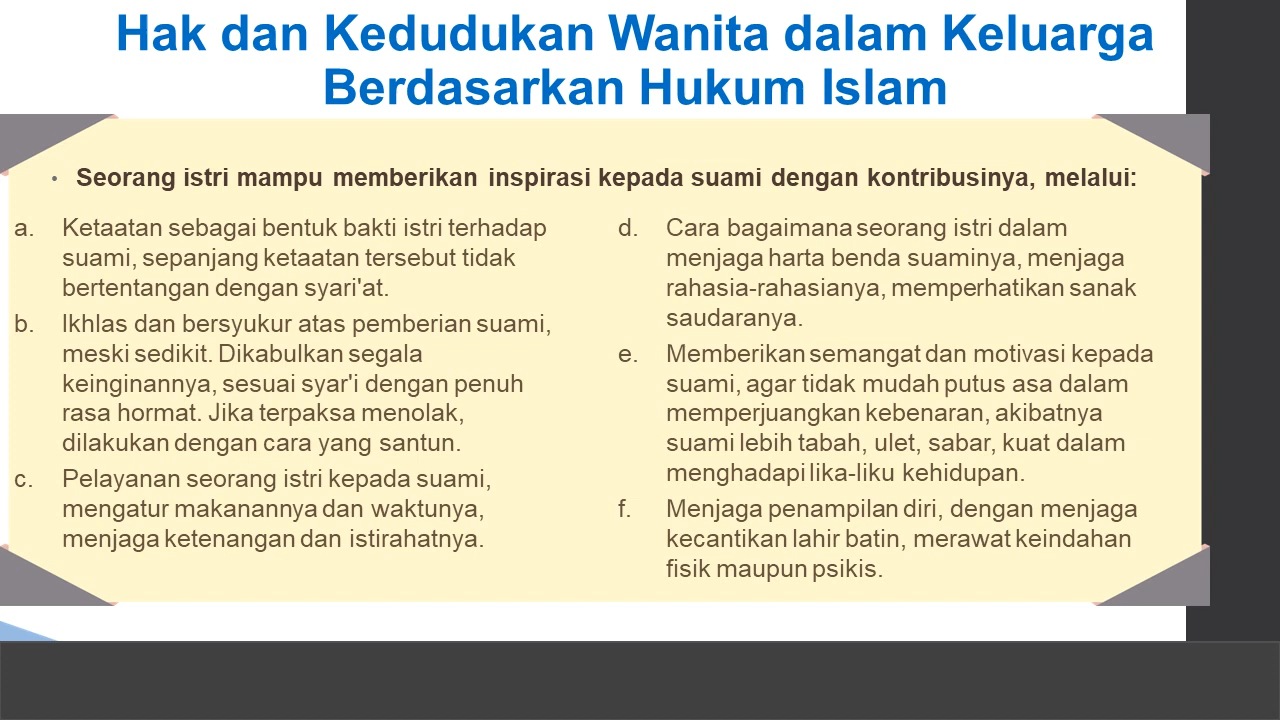 Hak dan Kedudukan Wanita dalam Keluarga
Berdasarkan Hukum Islam
• Seorang istri mampu memberikan inspirasi kepada suami dengan kontribusinya, melalui:
a. Ketaatan sebagai bentuk bakti istri terhadap
suami, sepanjang ketaatan tersebut tidak
bertentangan dengan syari'at.
b. Ikhlas dan bersyukur atas pemberian suami,
meski sedikit. Dikabulkan segala
keinginannya, sesuai syar'i dengan penuh
rasa hormat. Jika terpaksa menolak,
dilakukan dengan cara yang santun.
c. Pelayanan seorang istri kepada suami,
mengatur makanannya dan waktunya,
menjaga ketenangan dan istirahatnya.
d. Cara bagaimana seorang istri dalam
menjaga harta benda suaminya, menjaga
rahasia-rahasianya, memperhatikan sanak
saudaranya.
e. Memberikan semangat dan motivasi kepada
suami, agar tidak mudah putus asa dalam
memperjuangkan kebenaran, akibatnya
suami lebih tabah, ulet, sabar, kuat dalam
menghadapi lika-liku kehidupan.
f. Menjaga penampilan diri, dengan menjaga
kecantikan lahir batin, merawat keindahan
fisik maupun psikis.